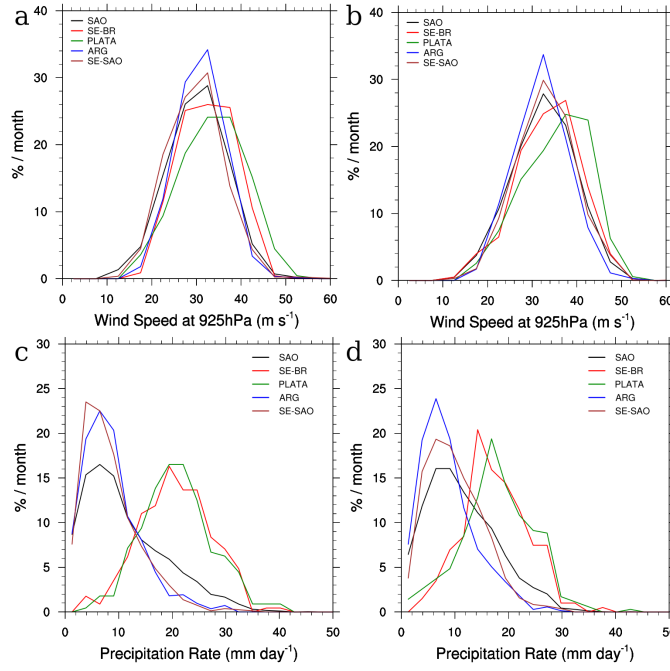 a
SAO
SE-BR
PLATA
ARG
SE-SAO
% / month
40
30
20
10
0
0 10 20 30 40 50 60
Wind Speed at 925hPa (m s⁻¹)
b
SAO
SE-BR
PLATA
ARG
SE-SAO
% / month
40
30
20
10
0
0 10 20 30 40 50 60
Wind Speed at 925hPa (m s⁻¹)
c
SAO
SE-BR
PLATA
ARG
SE-SAO
% / month
30
25
20
15
10
5
0
0 10 20 30 40 50
Precipitation Rate (mm day⁻¹)
d
SAO
SE-BR
PLATA
ARG
SE-SAO
% / month
30
25
20
15
10
5
0
0 10 20 30 40 50
Precipitation Rate (mm day⁻¹)